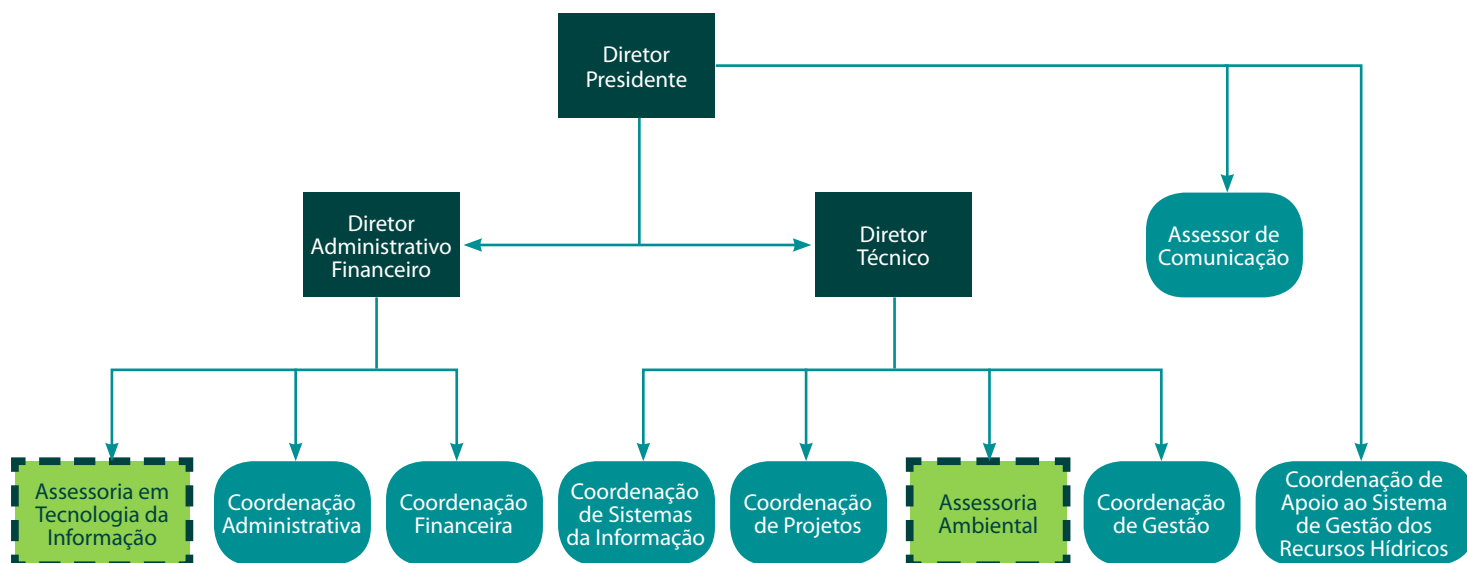 Diretor
Presidente
Diretor
Administrativo
Financeiro
Diretor
Técnico
Assessor de
Comunicação
Assessoria em
Tecnologia da
Informação
Coordenação
Administrativa
Coordenação
Financeira
Coordenação
de Sistemas
da Informação
Coordenação
de Projetos
Assessoria
Ambiental
Coordenação
de Gestão
Coordenação de
Apoio ao Sistema
de Gestão dos
Recursos Hídricos